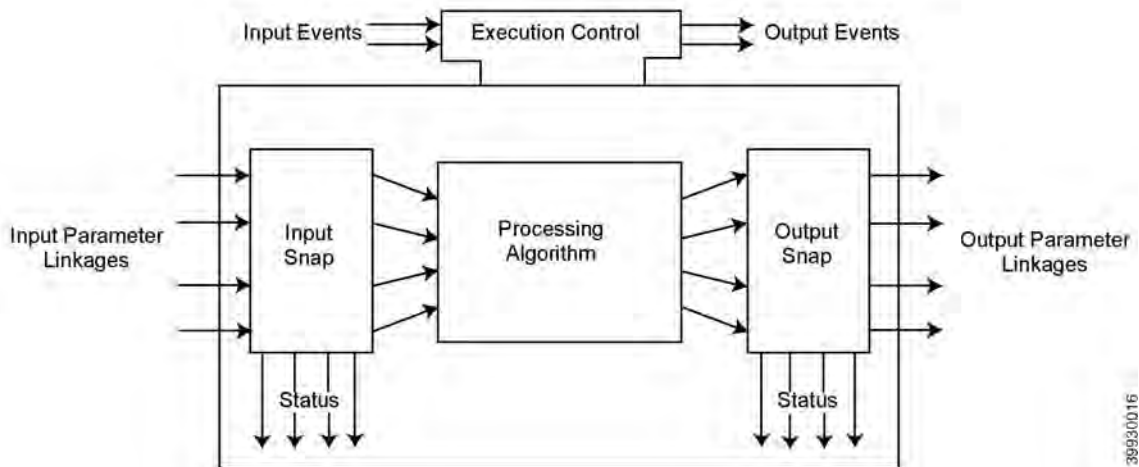 Input Events
Execution Control
Output Events
Input Parameter
Linkages
Input
Snap
Processing
Algorithm
Output
Snap
Output Parameter
Linkages
Status
Status
39930016